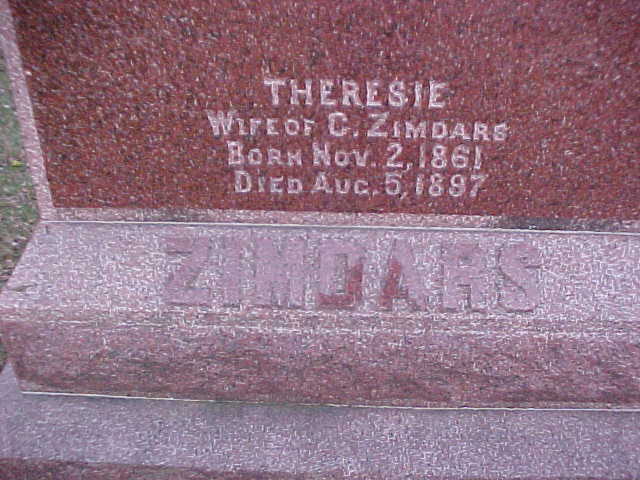 THERESIE
WIFE OF C. ZIMDARS
BORN NOV. 2, 1861
DIED AUG. 5, 1897
ZIMDARS